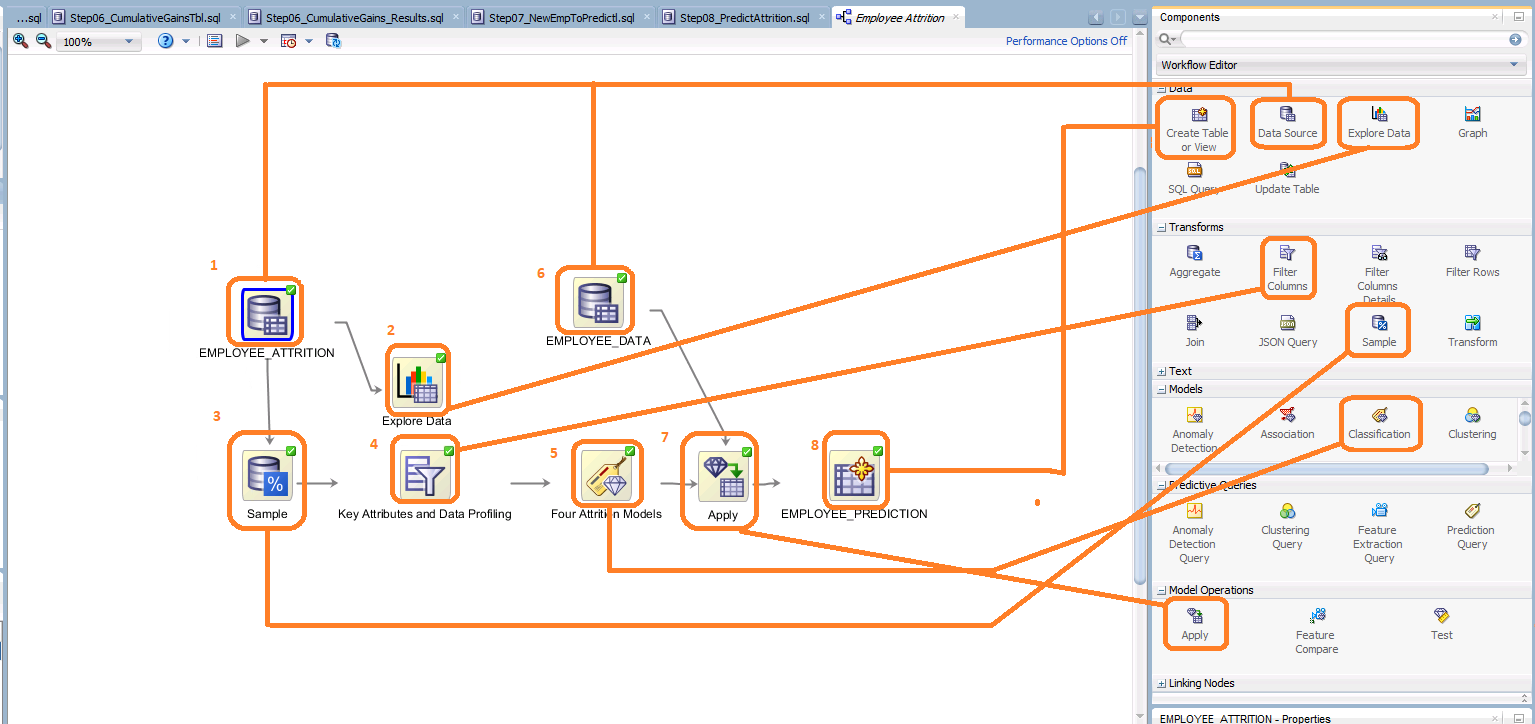 ...sql
Step06_CumulativeGainsTbl.sql
Step06_CumulativeGains_Results.sql
Step07_NewEmpToPredictl.sql
Step08_PredictAttrition.sql
Employee Attrition
100%
Performance Options Off
1
EMPLOYEE_ATTRITION
2
Explore Data
3
Sample
4
Key Attributes and Data Profiling
5
Four Attrition Models
6
EMPLOYEE_DATA
7
Apply
8
EMPLOYEE_PREDICTION
Components
Workflow Editor
Data
Create Table
or View
Data Source
Explore Data
Graph
SQL Query
Update Table
Transforms
Aggregate
Filter
Columns
Filter
Columns
Details
Filter Rows
Join
JSON Query
Sample
Transform
Text
Models
Anomaly
Detection
Association
Classification
Clustering
Predictive Queries
Anomaly
Detection
Query
Clustering
Query
Feature
Extraction
Query
Prediction
Query
Model Operations
Apply
Feature
Compare
Test
Linking Nodes
EMPLOYEE_ATTRITION - Properties